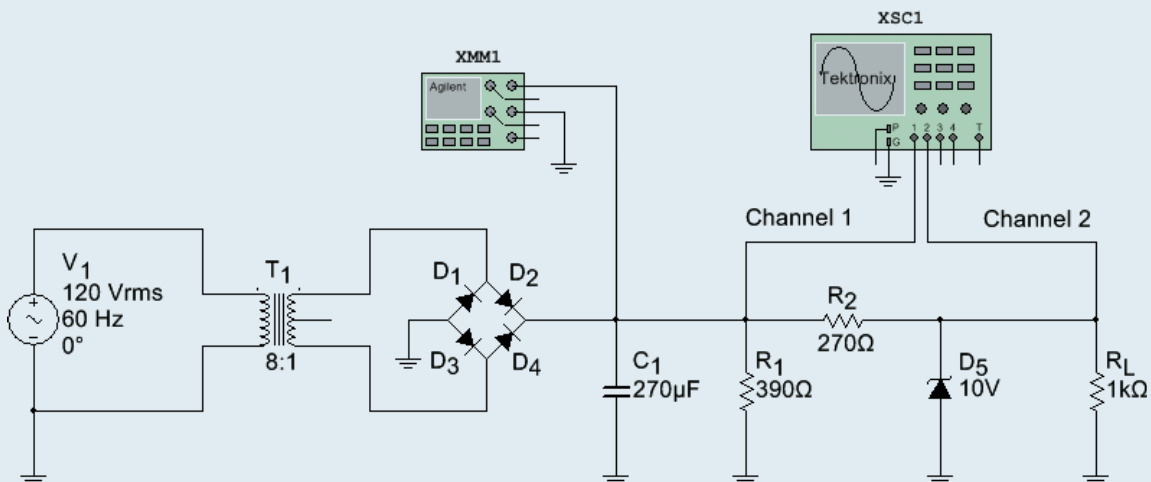 XSC1
XMM1
Tektronix
P 1 2 3 4 T
G
Agilent
Channel 1
Channel 2
V1
120 Vrms
60 Hz
0°
T1
8:1
D1
D2
D3
D4
C1
270µF
R1
390Ω
R2
270Ω
D5
10V
RL
1kΩ